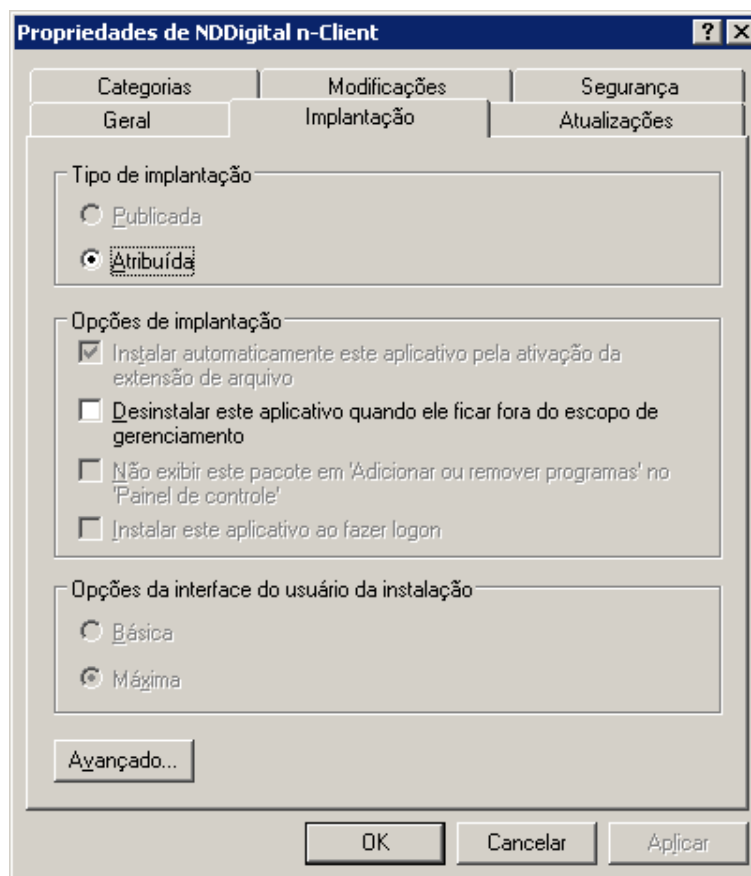 Propriedades de NDDigital n-Client
Categorias
Modificações
Segurança
Geral
Implantação
Atualizações
Tipo de implantação
Publicada
Atribuída
Opções de implantação
Instalar automaticamente este aplicativo pela ativação da
extensão de arquivo
Desinstalar este aplicativo quando ele ficar fora do escopo de
gerenciamento
Não exibir este pacote em 'Adicionar ou remover programas' no
'Painel de controle'
Instalar este aplicativo ao fazer logon
Opções da interface do usuário da instalação
Básica
Máxima
Avançado...
OK
Cancelar
Aplicar